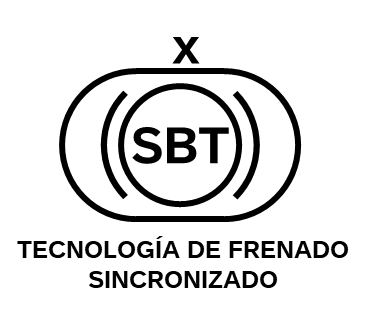 X
SBT
TECNOLOGÍA DE FRENADO
SINCRONIZADO